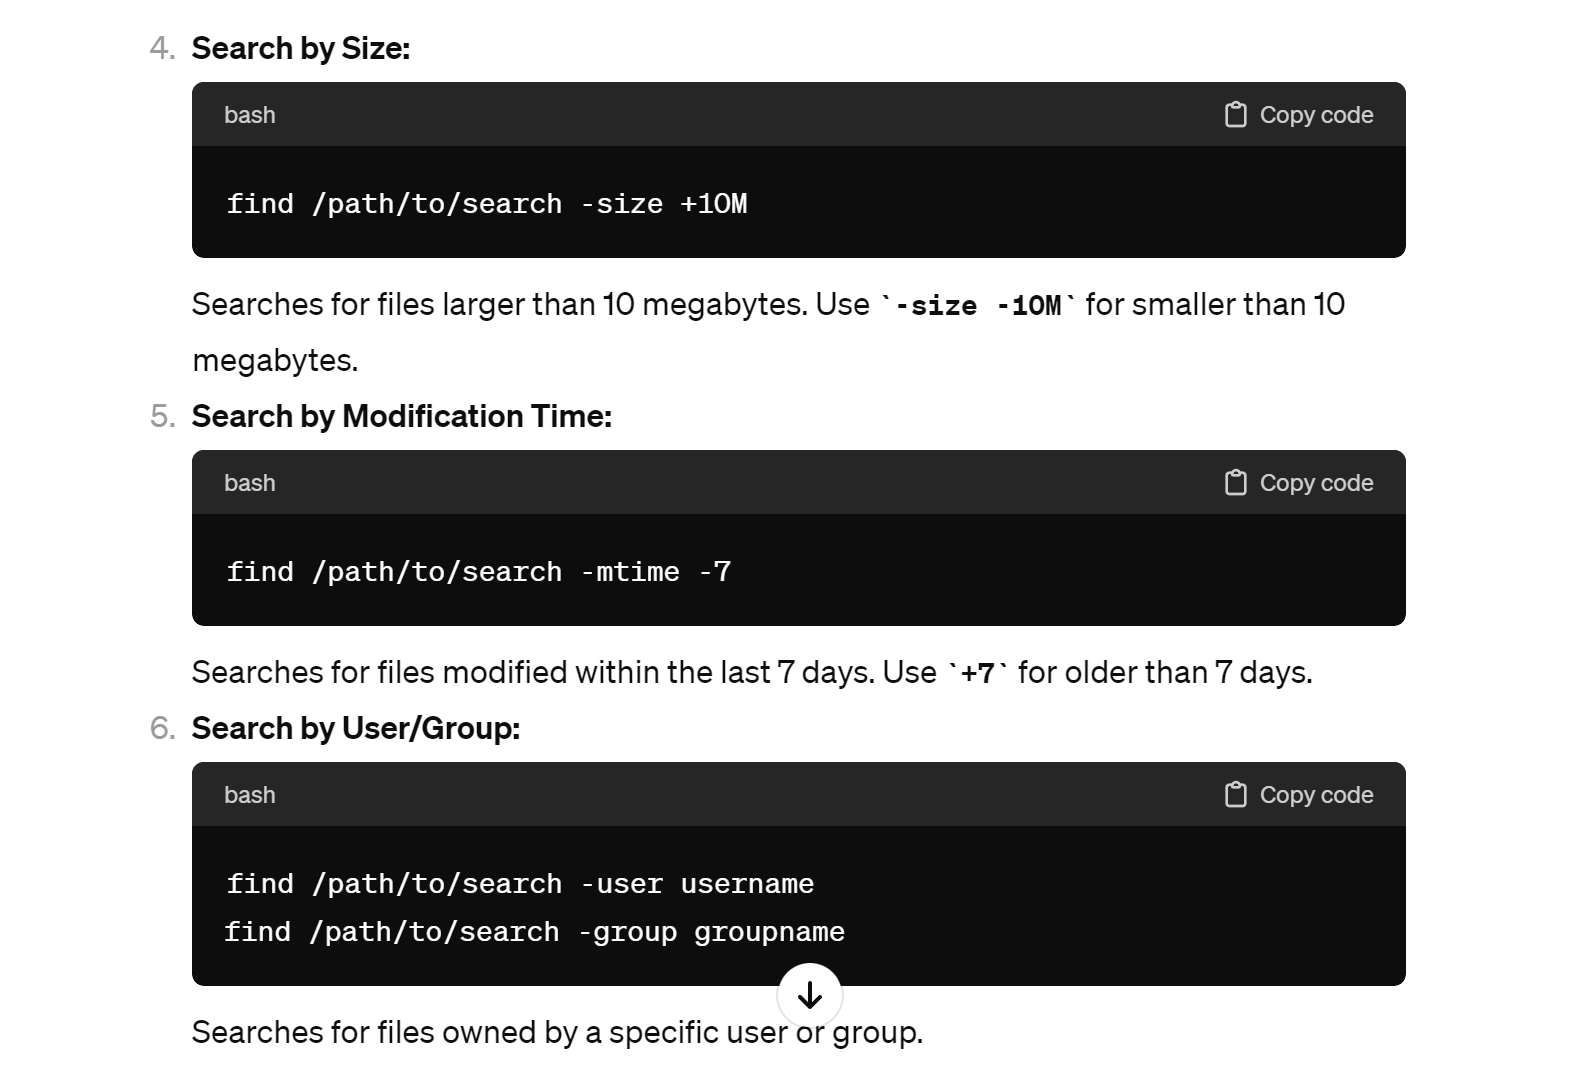 4. Search by Size:
bash Copy code
find /path/to/search -size +10M
Searches for files larger than 10 megabytes. Use `-size -10M` for smaller than 10
megabytes.
5. Search by Modification Time:
bash Copy code
find /path/to/search -mtime -7
Searches for files modified within the last 7 days. Use `+7` for older than 7 days.
6. Search by User/Group:
bash Copy code
find /path/to/search -user username
find /path/to/search -group groupname
Searches for files owned by a specific user or group.